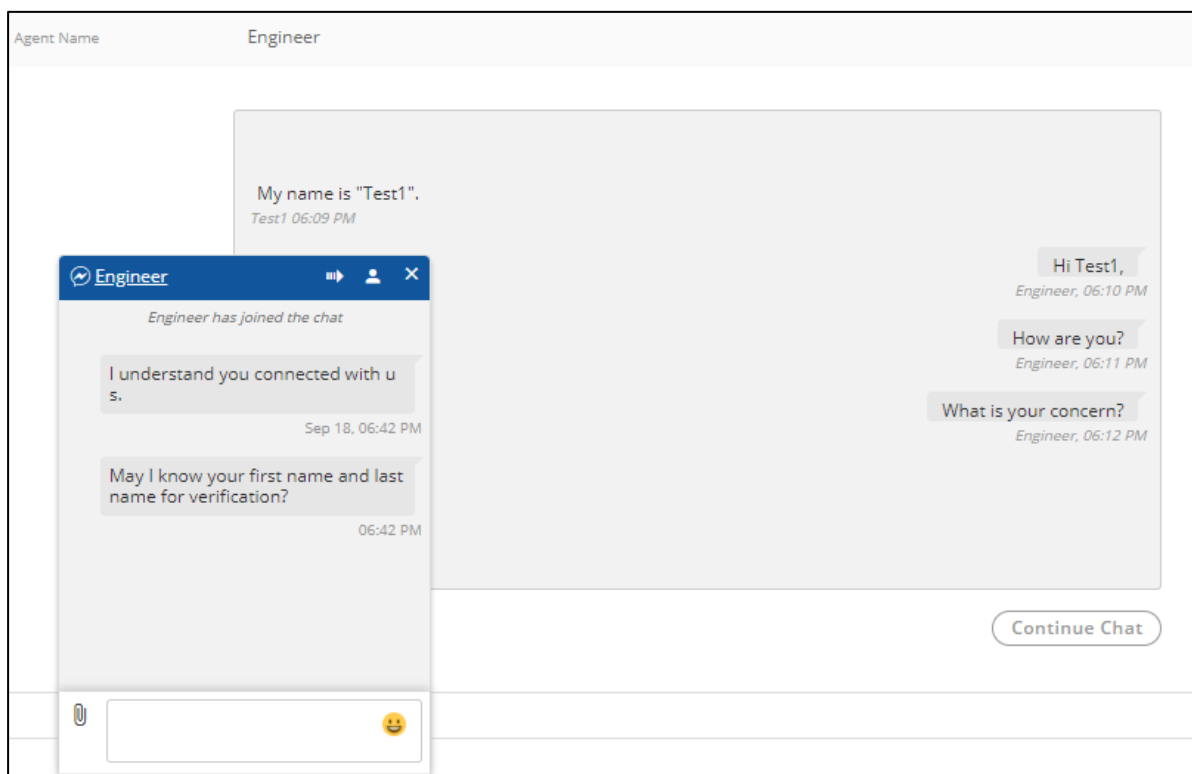 Agent Name
Engineer
My name is "Test1".
Test1 06:09 PM
Hi Test1,
Engineer, 06:10 PM
How are you?
Engineer, 06:11 PM
What is your concern?
Engineer, 06:12 PM
Continue Chat
Engineer
Engineer has joined the chat
I understand you connected with u
s.
Sep 18, 06:42 PM
May I know your first name and last
name for verification?
06:42 PM